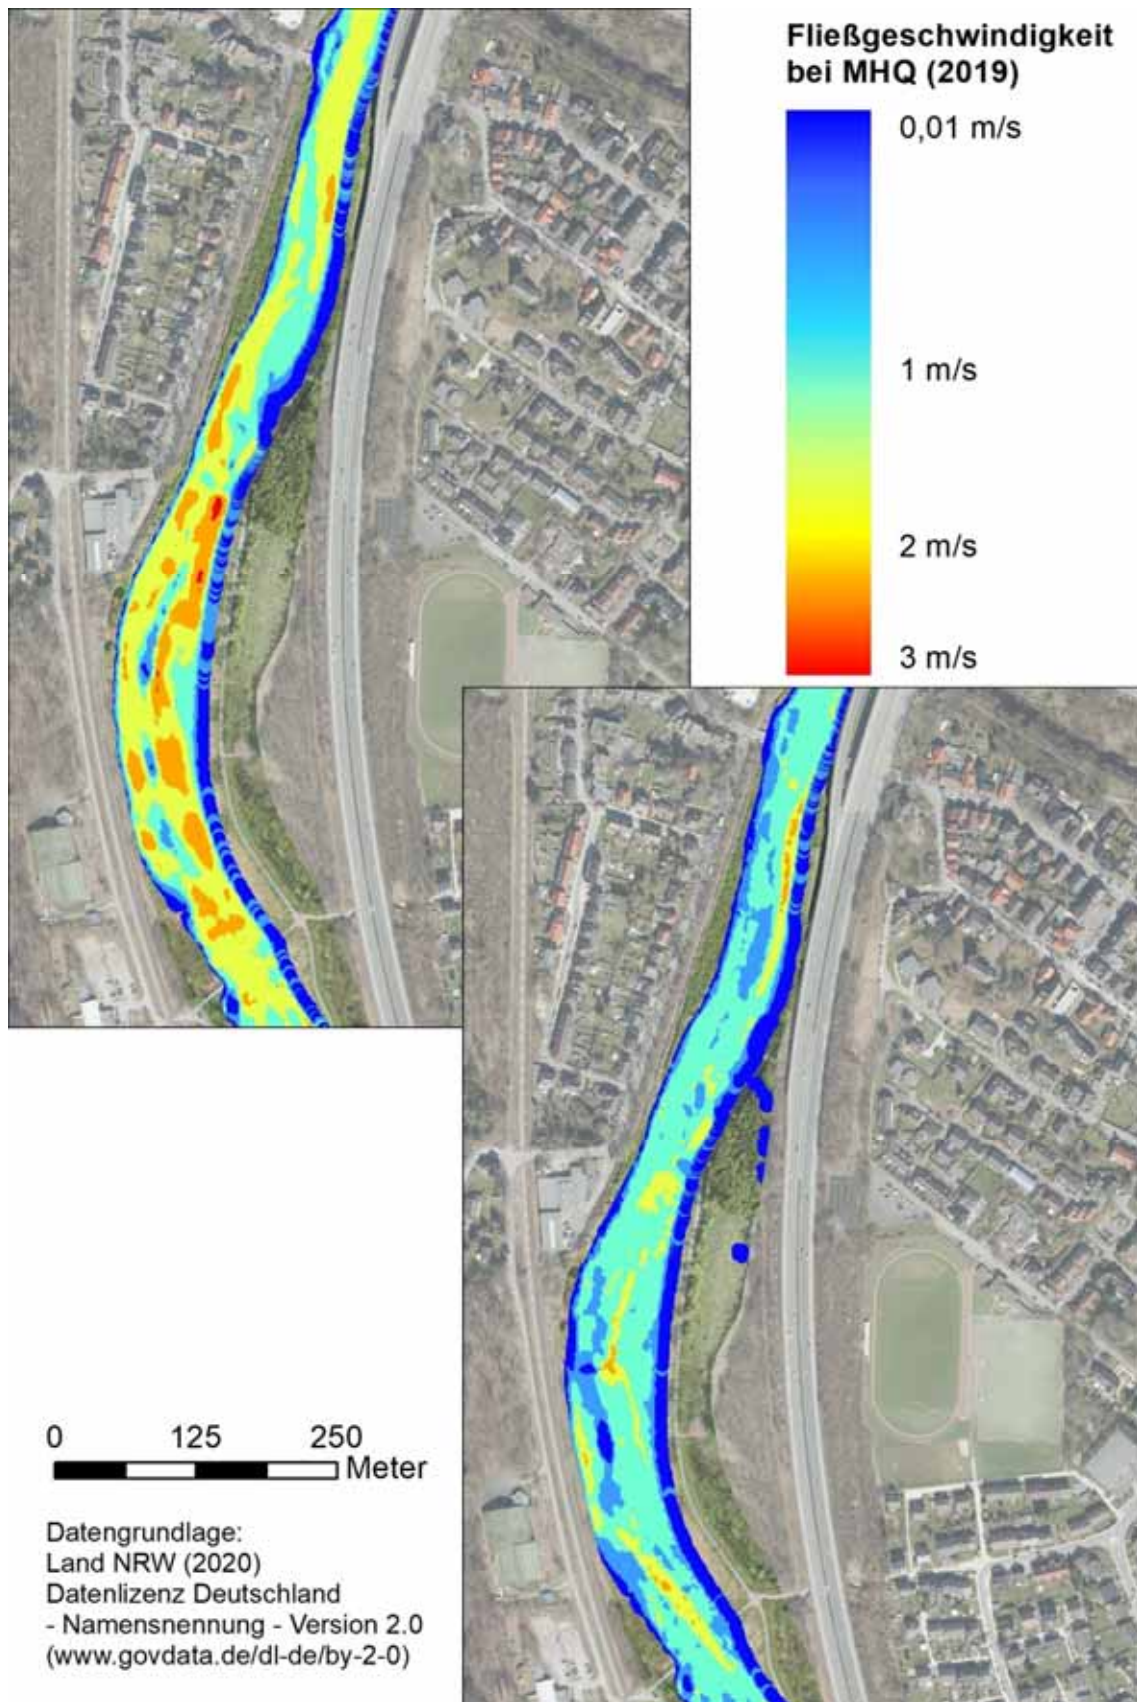 Fließgeschwindigkeit
bei MHQ (2019)
0,01 m/s
1 m/s
2 m/s
3 m/s
0 125 250
Meter
Datengrundlage:
Land NRW (2020)
Datenlizenz Deutschland
- Namensnennung - Version 2.0
(www.govdata.de/dl-de/by-2-0)